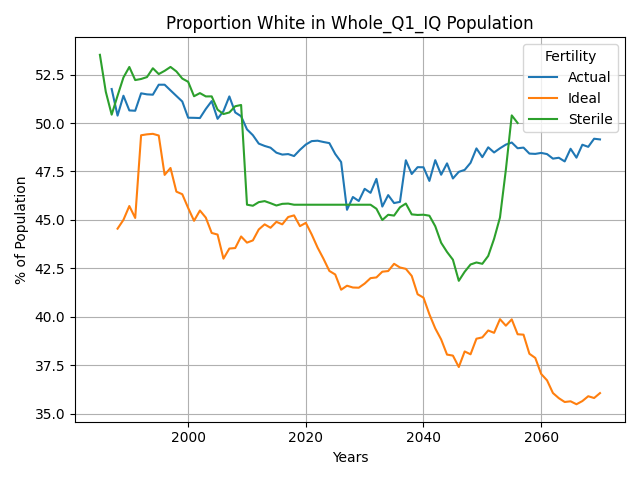 Proportion White in Whole_Q1_IQ Population
Fertility
Actual
Ideal
Sterile
% of Population
52.5
50.0
47.5
45.0
42.5
40.0
37.5
35.0
2000
2020
2040
2060
Years